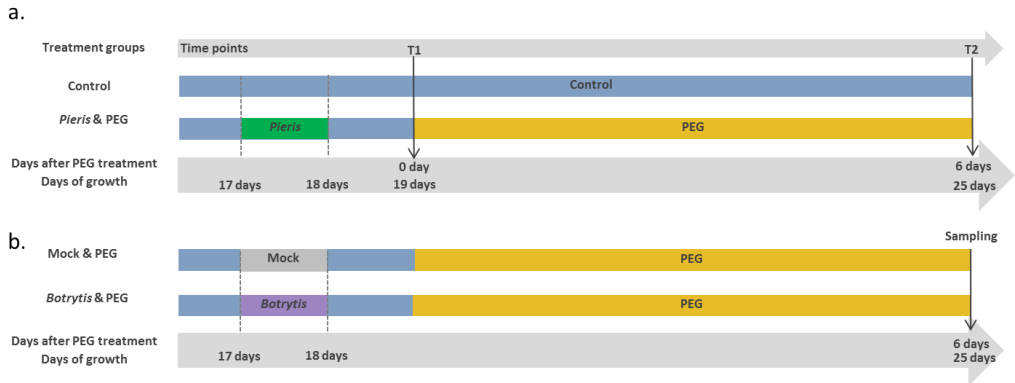 a.
Treatment groups Time points T1 T2
Control Control
Pieris & PEG Pieris PEG
Days after PEG treatment 0 day 6 days
Days of growth 17 days 18 days 19 days 25 days
b.
Sampling
Mock & PEG Mock PEG
Botrytis & PEG Botrytis PEG
Days after PEG treatment 6 days
Days of growth 17 days 18 days 25 days